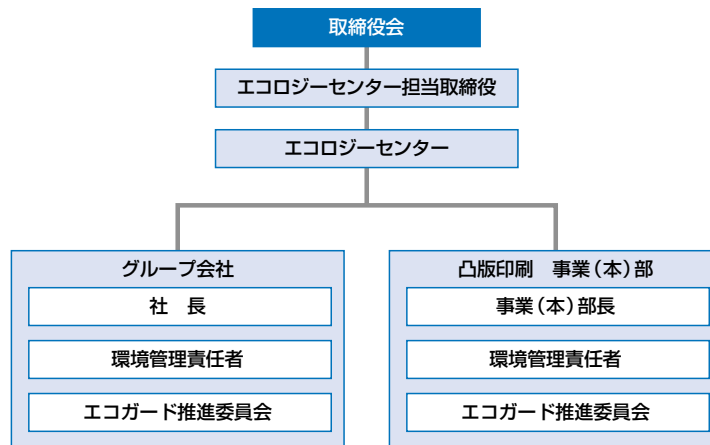 取締役会
エコロジーセンター担当取締役
エコロジーセンター
グループ会社
社　長
環境管理責任者
エコガード推進委員会
凸版印刷　事業(本)部
事業(本)部長
環境管理責任者
エコガード推進委員会